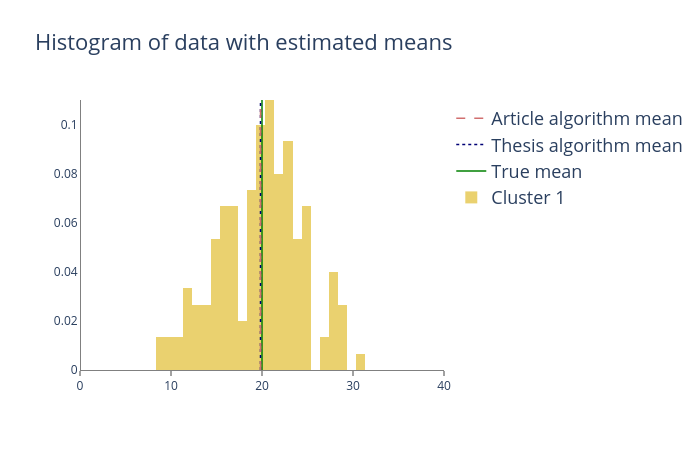 Histogram of data with estimated means
Article algorithm mean
Thesis algorithm mean
True mean
Cluster 1
0.1
0.08
0.06
0.04
0.02
0
0 10 20 30 40